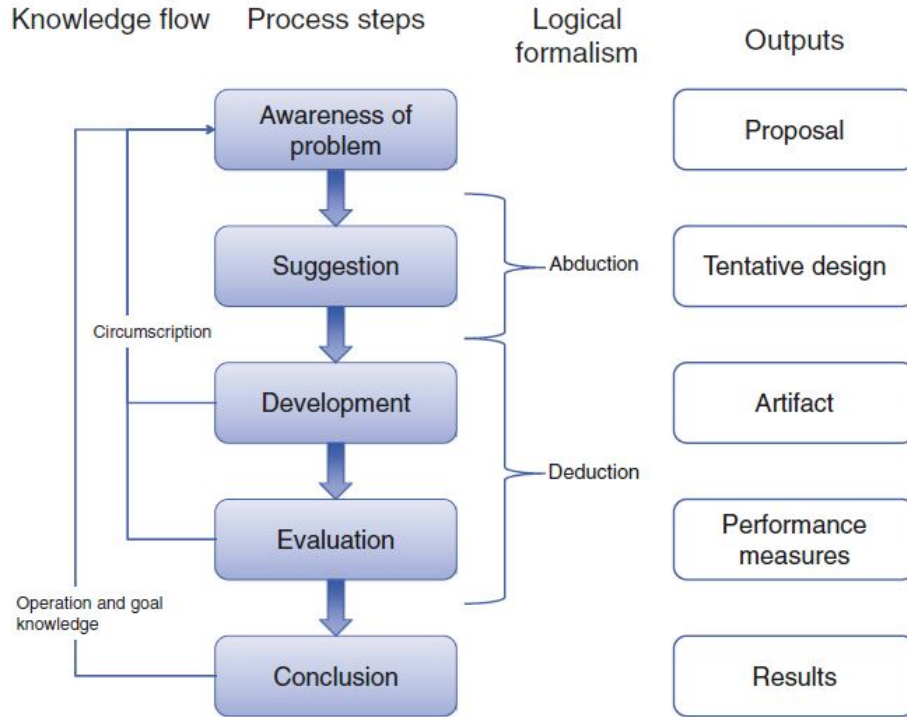 Knowledge flow
Process steps
Logical
formalism
Outputs
Awareness of
problem
Proposal
Suggestion
Abduction
Tentative design
Circumscription
Development
Artifact
Deduction
Evaluation
Performance
measures
Operation and goal
knowledge
Conclusion
Results